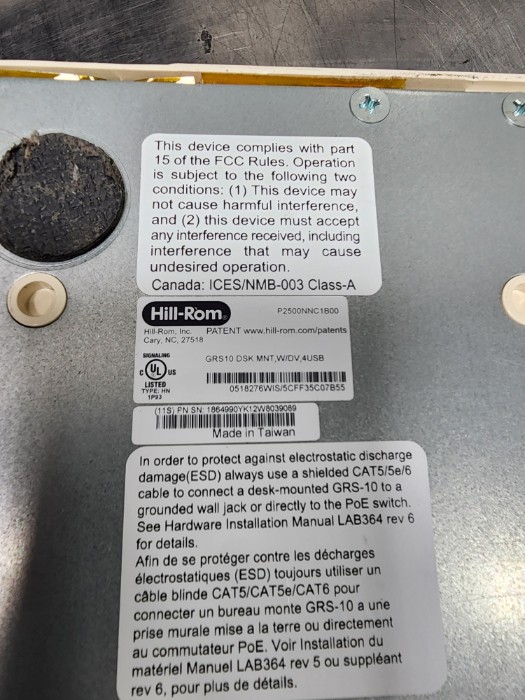 This device complies with part
15 of the FCC Rules. Operation
is subject to the following two
conditions: (1) This device may
not cause harmful interference,
and (2) this device must accept
any interference received, including
interference that may cause
undesired operation.
Canada: ICES/NMB-003 Class-A
Hill-Rom P2500NNC1B00
Hill-Rom, Inc. PATENT www.hill-rom.com/patents
Cary, NC, 27518
SIGNALING
GRS10 DSK MNT,W/DV,4USB
c UL us
LISTED
TYPE: HN
1P93
0518276WIS/5CFF35C07B55
(11S) PN SN: 1864990YK12W8039069
Made in Taiwan
In order to protect against electrostatic discharge
damage(ESD) always use a shielded CAT5/5e/6
cable to connect a desk-mounted GRS-10 to a
grounded wall jack or directly to the PoE switch.
See Hardware Installation Manual LAB364 rev 6
for details.
Afin de se protéger contre les décharges
électrostatiques (ESD) toujours utiliser un
câble blinde CAT5/CAT5e/CAT6 pour
connecter un bureau monte GRS-10 a une
prise murale mise a la terre ou directement
au commutateur PoE. Voir Installation du
matériel Manuel LAB364 rev 5 ou suppléant
rev 6, pour plus de détails.